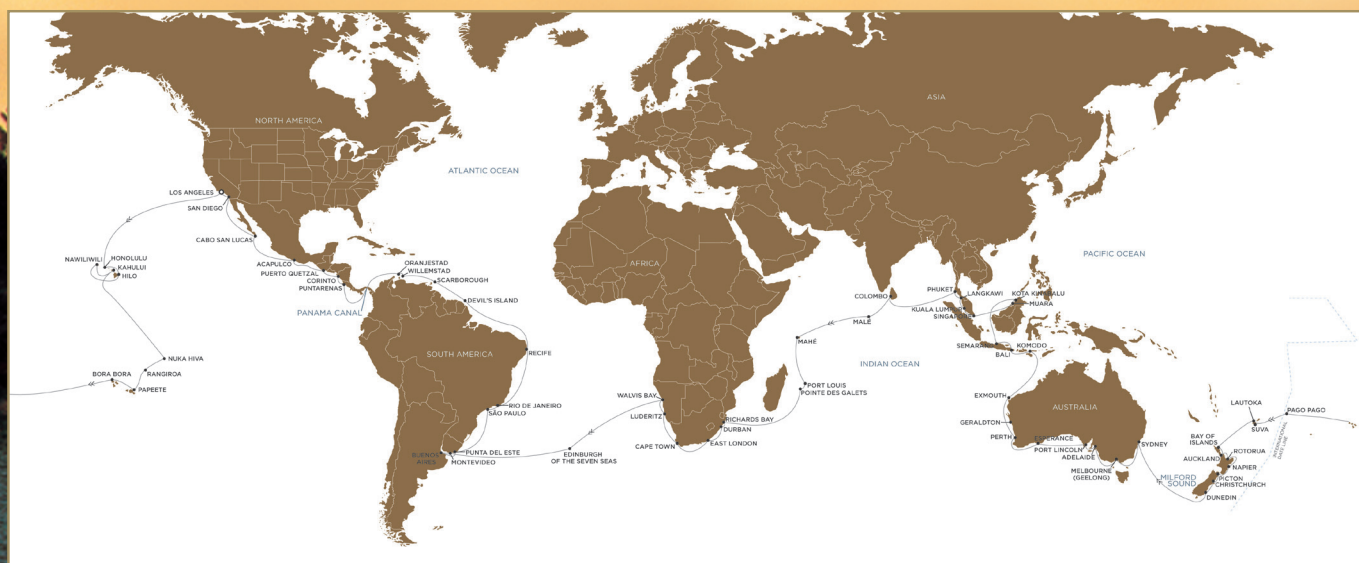 NORTH AMERICA
ASIA
ATLANTIC OCEAN
LOS ANGELES
SAN DIEGO
CABO SAN LUCAS
NAWILIWILI
HONOLULU
KAHULUI
HILO
ACAPULCO
PUERTO QUETZAL
CORINTO
PUNTARENAS
PANAMA CANAL
ORANJESTAD
WILLEMSTAD
SCARBOROUGH
DEVIL'S ISLAND
AFRICA
PACIFIC OCEAN
COLOMBO
PHUKET
LANGKAWI
KUALA LUMPUR
SINGAPORE
KOTA KINABALU
MUARA
MALÉ
MAHÉ
SEMARANG
KOMODO
BALI
SOUTH AMERICA
RECIFE
INDIAN OCEAN
NUKA HIVA
RANGIROA
BORA BORA
PAPEETE
PORT LOUIS
POINTE DES GALETS
WALVIS BAY
LUDERITZ
CAPE TOWN
RICHARDS BAY
DURBAN
EAST LONDON
RIO DE JANEIRO
SÃO PAULO
PUNTA DEL ESTE
BUENOS
AIRES
MONTEVIDEO
EDINBURGH
OF THE SEVEN SEAS
EXMOUTH
AUSTRALIA
GERALDTON
PERTH
ESPERANCE
PORT LINCOLN
ADELAIDE
MELBOURNE
(GEELONG)
SYDNEY
LAUTOKA
SUVA
PAGO PAGO
INTERNATIONAL
DATE LINE
BAY OF
ISLANDS
AUCKLAND
ROTORUA
NAPIER
MILFORD
SOUND
PICTON
CHRISTCHURCH
DUNEDIN